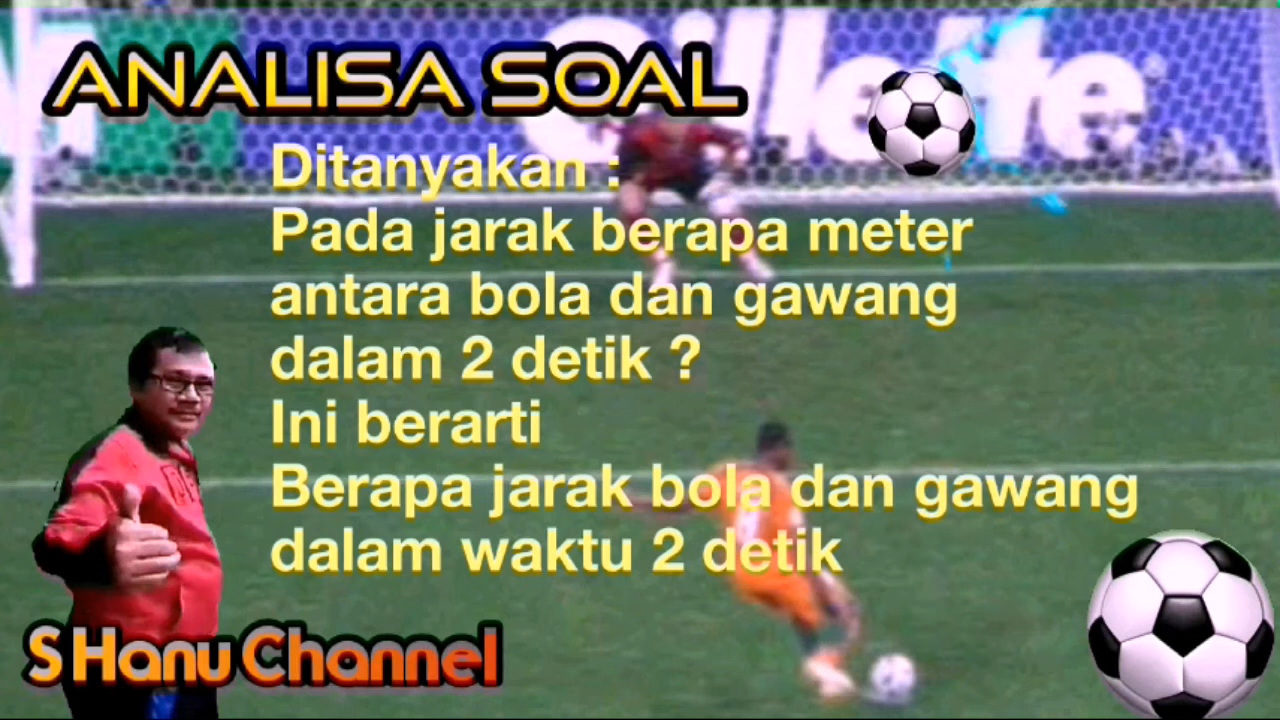 ANALISA SOAL
Gillette
Ditanyakan :
Pada jarak berapa meter
antara bola dan gawang
dalam 2 detik ?
Ini berarti
Berapa jarak bola dan gawang
dalam waktu 2 detik
S Hanu Channel